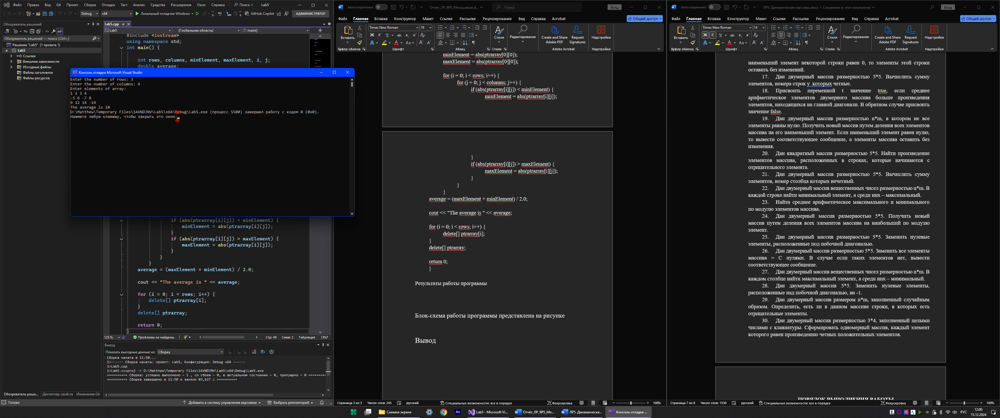 Файл Правка Вид Git Проект Сборка Отладка Тест Анализ Средства Расширения Окно Справка Поиск Lab5
Debug x64 Локальный отладчик Windows GitHub Copilot АДМИНИСТРАТОР
Обозреватель решений
Обозреватель решений — поиск (Ctrl+;)
Решение "Lab5" (1 проекта 1)
Lab5
Ссылки
Внешние зависимости
Исходные файлы
Файлы заголовков
Файлы ресурсов
Обозреватель реше... Диспетчер свойств Изменения Git
Lab5.cpp
Lab5 (Глобальная область) main()
#include <iostream>
using namespace std;
int main() {
int rows, columns, minElement, maxElement, i, j;
double average;
Консоль отладки Microsoft Visual Studio
Enter the number of rows: 3
Enter the number of columns: 4
Enter elements of array:
1 2 3 4
-5 6 -7 8
9 12 14 -19
The average is 10
D:\Matthew\Temporary Files\1AVNDJNV\Lab5\x64\Debug\Lab5.exe (процесс 5500) завершил работу с кодом 0 (0x0).
Нажмите любую клавишу, чтобы закрыть это окно:
if (abs(ptrarray[i][j]) < minElement) {
minElement = abs(ptrarray[i][j]);
}
if (abs(ptrarray[i][j]) > maxElement) {
maxElement = abs(ptrarray[i][j]);
}
}
}
average = (maxElement + minElement) / 2.0;
cout << "The average is " << average;
for (i = 0; i < rows; i++) {
delete[] ptrarray[i];
}
delete[] ptrarray;
return 0;
}
125 % Проблемы не найдены. Стр: 49 Симв: 2 Табуляция CRLF
Вывод
Показать выходные данные из: Сборка
Сборка начата в 11:50...
1>------ Сборка начата: проект: Lab5, Конфигурация: Debug x64 ------
1>Lab5.cpp
1>Lab5.vcxproj -> D:\Matthew\Temporary Files\1AVNDJNV\Lab5\x64\Debug\Lab5.exe
========== Сборка: успешно выполнено — 1 , со сбоем — 0, в актуальном состоянии — 0, пропущено — 0 =========
========== Сборка завершено в 11:50 и заняло 03,627 с ==========
Готово Добавить в систему управления версиями Выбрать репозиторий
Автосохранение Отчёт_ЛР_№5_Меньшиков.d... Поиск Вход
Файл Главная Вставка Конструктор Макет Ссылки Рассылки Рецензирование Вид Справка Acrobat Общий доступ
Times New Roman 19
Вставить Стили Редактирование Create and Share Adobe PDF Request Signatures Надстройки
Буфер обмена Шрифт Абзац Стили Adobe Acrobat Надстройки
minElement = abs(ptrarray[0][0]);
maxElement = abs(ptrarray[0][0]);
for (i = 0; i < rows; i++) {
for (j = 0; j < columns; j++) {
if (abs(ptrarray[i][j]) < minElement) {
minElement = abs(ptrarray[i][j]);
}
if (abs(ptrarray[i][j]) > maxElement) {
maxElement = abs(ptrarray[i][j]);
}
}
}
average = (maxElement + minElement) / 2.0;
cout << "The average is " << average;
for (i = 0; i < rows; i++) {
delete[] ptrarray[i];
}
delete[] ptrarray;
return 0;
}
Результаты работы программы
Блок-схема работы программы представлена на рисунке
Вывод
Страница 3 из 3 Число слов: 245 русский Специальные возможности: все в порядке Фокусировка 100%
Автосохранение ЛР5. Динамические массивы.docx • Сохранено в: этот компьютер Вход
Файл Главная Вставка Конструктор Макет Ссылки Рассылки Рецензирование Вид Справка Acrobat Общий доступ
Times New Roman 14
Вставить Стили Редактирование Create and Share Adobe PDF Request Signatures Надстройки
Буфер обмена Шрифт Абзац Стили Adobe Acrobat Надстройки
наименьший элемент некоторой строки равен 0, то элементы этой строки
оставить без изменений.
17. Дан двумерный массив размерностью 5*5. Вычислить сумму
элементов, номера строк у которых четные.
18. Присвоить переменной t значение true, если среднее
арифметическое элементов двумерного массива больше произведения
элементов, находящихся на главной диагонали. В обратном случае присвоить
значение false.
19. Дан двумерный массив размерностью n*m, в котором не все
элементы равны нулю. Получить новый массив путем деления всех элементов
массива на его наименьший элемент. Если наименьший элемент равен нулю,
то вывести соответствующее сообщение, а элементы массива оставить без
изменения.
20. Дан квадратный массив размерностью 5*5. Найти произведение
элементов массива, расположенных в строках, которые начинаются с
отрицательного элемента.
21. Дан двумерный массив размерностью 5*5. Вычислить сумму
элементов, номер столбца которых нечетный.
22. Дан двумерный массив вещественных чисел размерностью n*m. В
каждой строке найти минимальный элемент, а среди них – максимальный.
23. Найти среднее арифметическое максимального и минимального
по модулю элементов массива.
24. Дан двумерный массив размерностью 5*5. Получить новый
массив путем деления всех элементов массива на наибольший по модулю
элемент.
25. Дан двумерный массив размерностью 5*5. Заменить нулевые
элементы, расположенные под побочной диагональю.
26. Дан двумерный массив размерностью 5*5. Заменить все элементы
массива = С нулями. В случае если таких элементов нет, вывести
соответствующее сообщение.
27. Дан двумерный массив вещественных чисел размерностью n*m. В
каждом столбце найти максимальный элемент, а среди них – минимальный.
28. Дан двумерный массив 5*5. Заменить нулевые элементы,
расположенные над побочной диагональю, на -1.
29. Дан двумерный массив размером n*m, заполненный случайным
образом. Определить, есть ли в данном массиве строки, в которых есть
отрицательные элементы.
30. Дан двумерный массив размерностью 3*4, заполненный целыми
числами с клавиатуры. Сформировать одномерный массив, каждый элемент
которого равен произведению четных положительных элементов.
ПОРЯДОК ВЫПОЛНЕНИЯ РАБОТЫ
Страница 7 из 8 Число слов: 1530 русский Специальные возможности: все в порядке Фокусировка 100%
Снимки экрана Lab5 - Microsoft Vi... Отчёт_ЛР_№5_Ме... ЛР5. Динамически... Консоль отладки ... РУС 12:00
15.12.2024